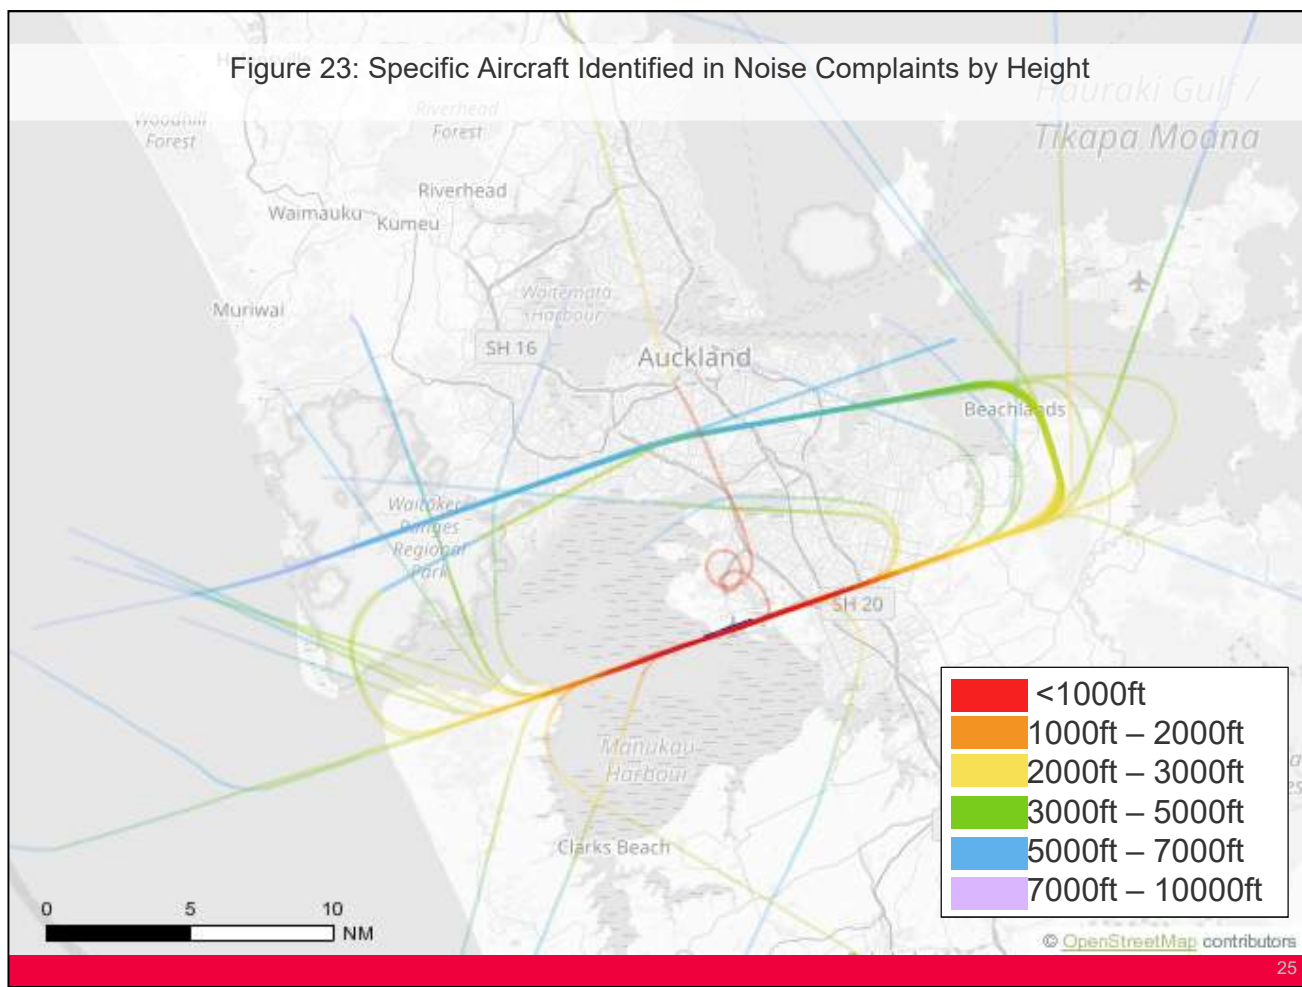 Figure 23: Specific Aircraft Identified in Noise Complaints by Height
Hauraki Gulf /
Tīkapa Moana
Woodhill
Forest
Riverhead
Forest
Riverhead
Waimauku
Kumeu
Muriwai
Waitemata
Harbour
SH 16
Auckland
Beachlands
Waitakere
Ranges
Regional
Park
SH 20
Manukau
Harbour
Clarks Beach
<1000ft
1000ft – 2000ft
2000ft – 3000ft
3000ft – 5000ft
5000ft – 7000ft
7000ft – 10000ft
0 5 10
NM
© OpenStreetMap contributors
25